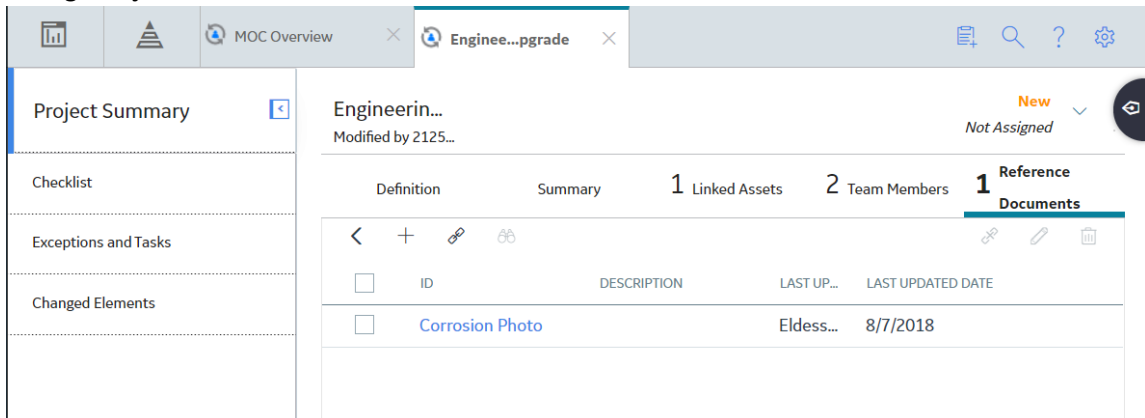 MOC Overview
Enginee...pgrade
?
Project Summary
Checklist
Exceptions and Tasks
Changed Elements
Engineerin...
Modified by 2125...
New
Not Assigned
Definition
Summary
1 Linked Assets
2 Team Members
1 Reference
Documents
ID
DESCRIPTION
LAST UP...
LAST UPDATED DATE
Corrosion Photo
Eldess...
8/7/2018